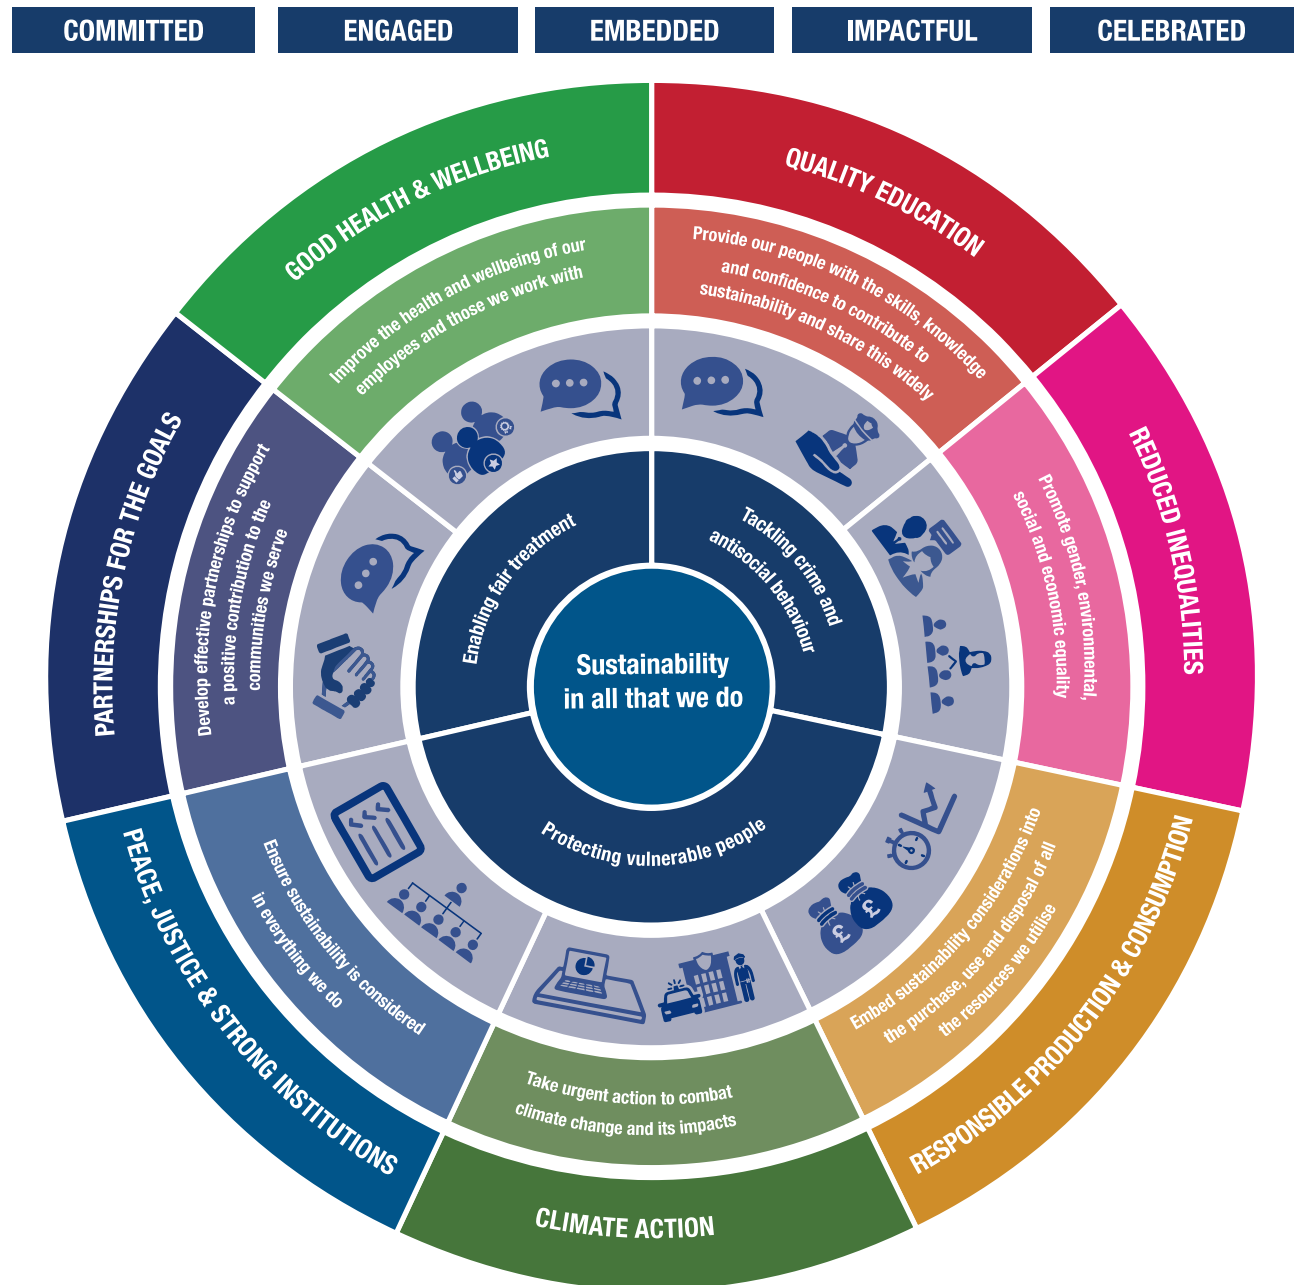 COMMITTED
ENGAGED
EMBEDDED
IMPACTFUL
CELEBRATED
GOOD HEALTH & WELLBEING
Improve the health and wellbeing of our
employees and those we work with
QUALITY EDUCATION
Provide our people with the skills, knowledge
and confidence to contribute to
sustainability and share this widely
REDUCED INEQUALITIES
Promote gender, environmental,
social and economic equality
RESPONSIBLE PRODUCTION & CONSUMPTION
Embed sustainability considerations into
the purchase, use and disposal of all
the resources we utilise
CLIMATE ACTION
Take urgent action to combat
climate change and its impacts
PEACE, JUSTICE & STRONG INSTITUTIONS
Ensure sustainability is considered
in everything we do
PARTNERSHIPS FOR THE GOALS
Develop effective partnerships to support
a positive contribution to the
communities we serve
£
£
Enabling fair treatment
Tackling crime and
antisocial behaviour
Protecting vulnerable people
Sustainability
in all that we do